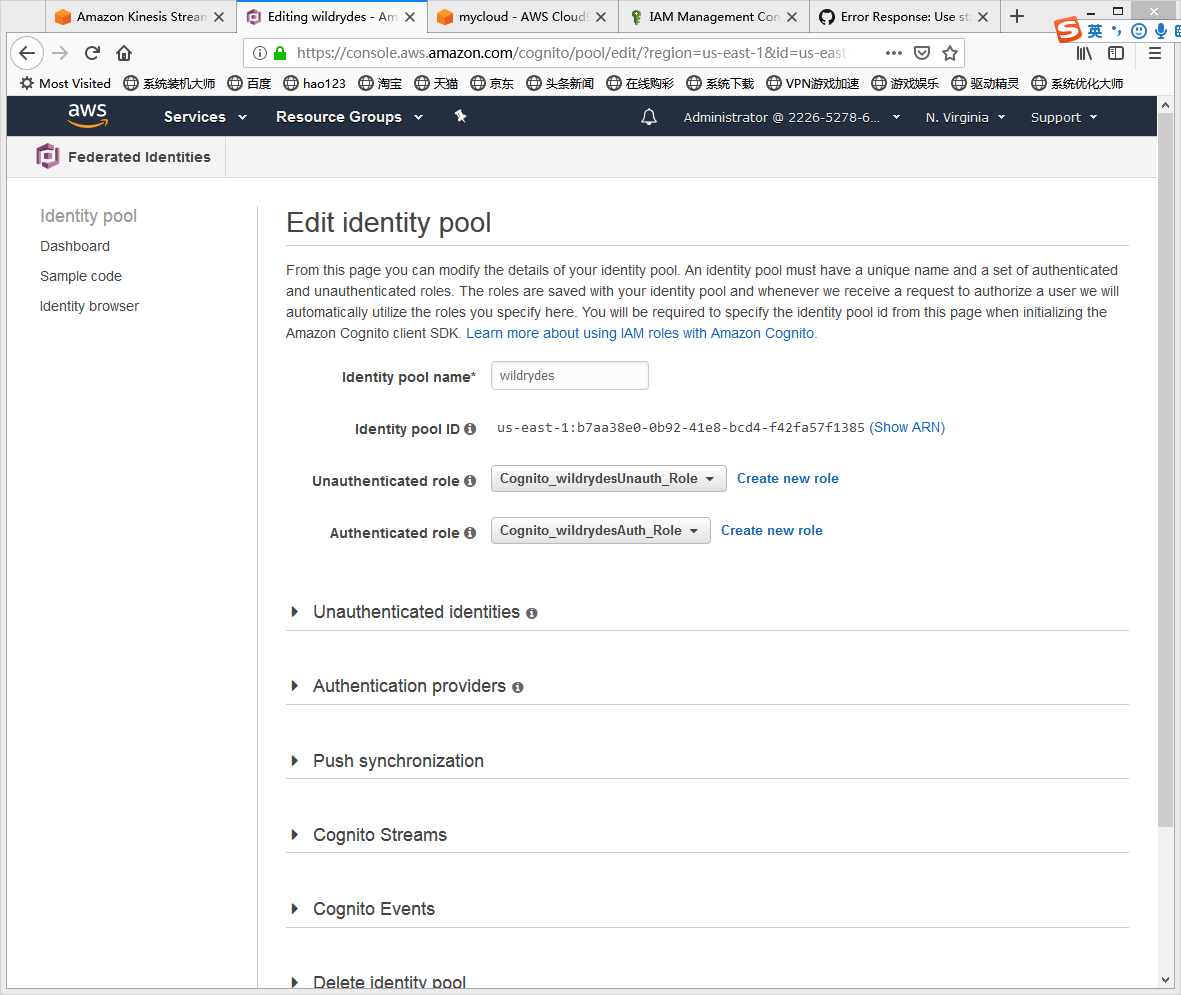 Amazon Kinesis Stream
Editing wildrydes - Am
mycloud - AWS CloudS
IAM Management Con
Error Response: Use sta
英
https://console.aws.amazon.com/cognito/pool/edit/?region=us-east-1&id=us-east
Most Visited
系统装机大师
百度
hao123
淘宝
天猫
京东
头条新闻
在线购彩
系统下载
VPN游戏加速
游戏娱乐
驱动精灵
系统优化大师
aws
Services
Resource Groups
Administrator @ 2226-5278-6...
N. Virginia
Support
Federated Identities
Identity pool
Dashboard
Sample code
Identity browser
Edit identity pool
From this page you can modify the details of your identity pool. An identity pool must have a unique name and a set of authenticated
and unauthenticated roles. The roles are saved with your identity pool and whenever we receive a request to authorize a user we will
automatically utilize the roles you specify here. You will be required to specify the identity pool id from this page when initializing the
Amazon Cognito client SDK. Learn more about using IAM roles with Amazon Cognito.
Identity pool name*
wildrydes
Identity pool ID
us-east-1:b7aa38e0-0b92-41e8-bcd4-f42fa57f1385 (Show ARN)
Unauthenticated role
Cognito_wildrydesUnauth_Role
Create new role
Authenticated role
Cognito_wildrydesAuth_Role
Create new role
Unauthenticated identities
Authentication providers
Push synchronization
Cognito Streams
Cognito Events
Delete identity pool